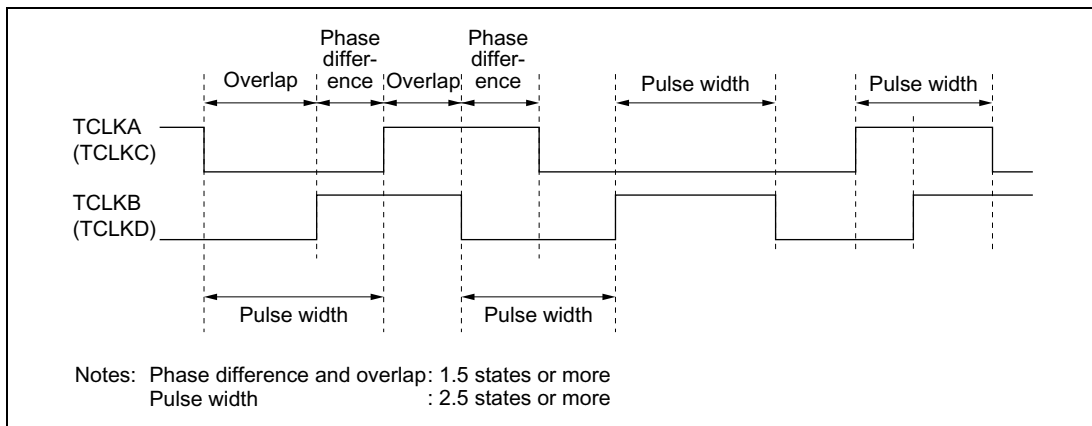 Phase
differ-
ence
Overlap
Overlap
Phase
differ-
ence
Pulse width
Pulse width
TCLKA
(TCLKC)
TCLKB
(TCLKD)
Pulse width
Pulse width
Notes: Phase difference and overlap : 1.5 states or more
Pulse width : 2.5 states or more